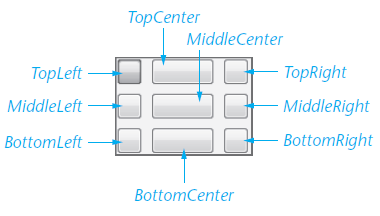 TopCenter
MiddleCenter
TopLeft
TopRight
MiddleLeft
MiddleRight
BottomLeft
BottomRight
BottomCenter